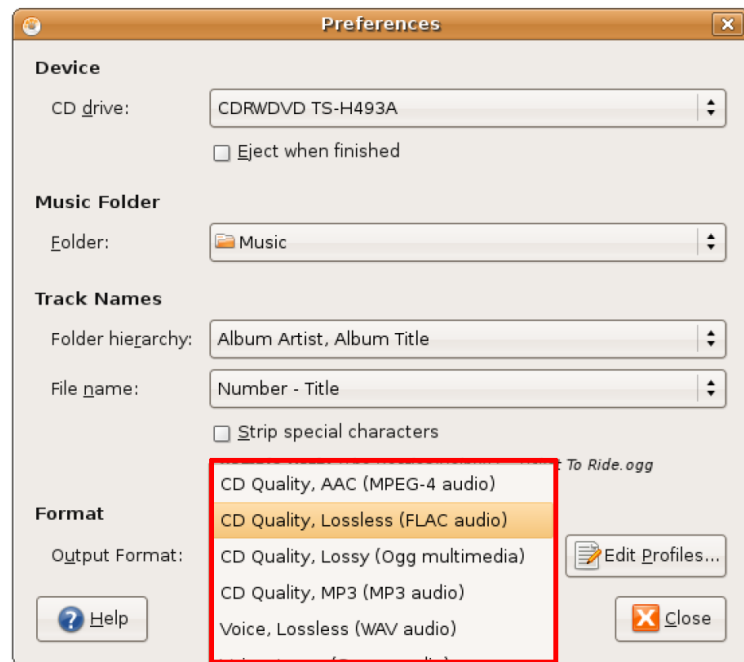 Preferences
Device
CD drive:
CDRWDVD TS-H493A
Eject when finished
Music Folder
Folder:
Music
Track Names
Folder hierarchy:
Album Artist, Album Title
File name:
Number - Title
Strip special characters
To Ride.ogg
CD Quality, AAC (MPEG-4 audio)
Format
CD Quality, Lossless (FLAC audio)
Output Format:
CD Quality, Lossy (Ogg multimedia)
Edit Profiles...
CD Quality, MP3 (MP3 audio)
Help
Voice, Lossless (WAV audio)
Close